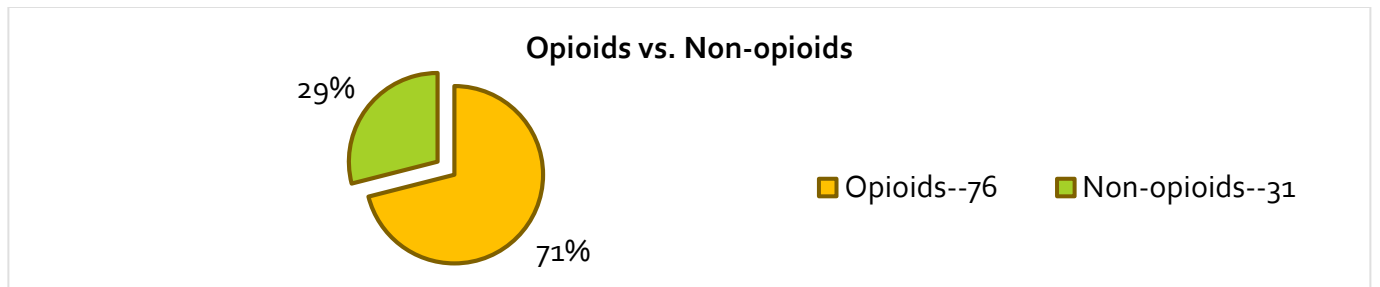 Opioids vs. Non-opioids
29%
Opioids--76
Non-opioids--31
71%